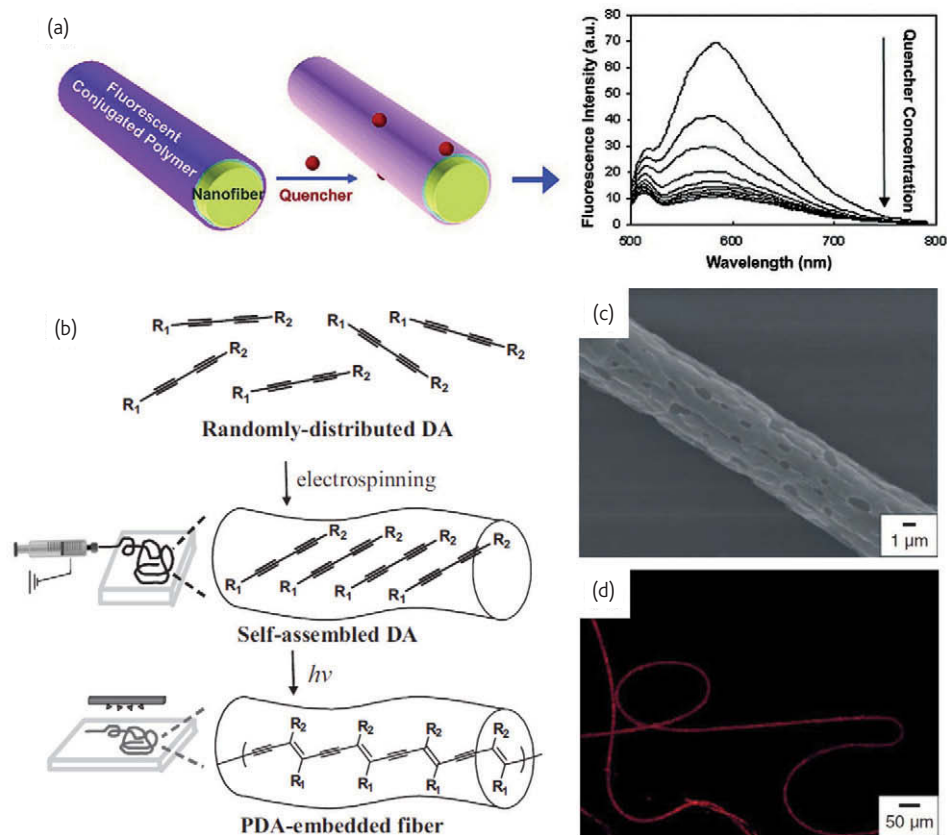 (a)
Fluorescent
Conjugated Polymer
Nanofiber
Quencher
Fluorescence Intensity (a.u.)
80
70
60
50
40
30
20
10
0
500
600
700
800
Wavelength (nm)
Quencher Concentration
(b)
R1
R2
R1
R2
R1
R2
R1
R2
R1
R2
Randomly-distributed DA
electrospinning
R2
R2
R2
R2
R1
R1
R1
R1
Self-assembled DA
hν
R2
R2
R2
R2
R1
R1
R1
R1
PDA-embedded fiber
(c)
1 µm
(d)
50 µm